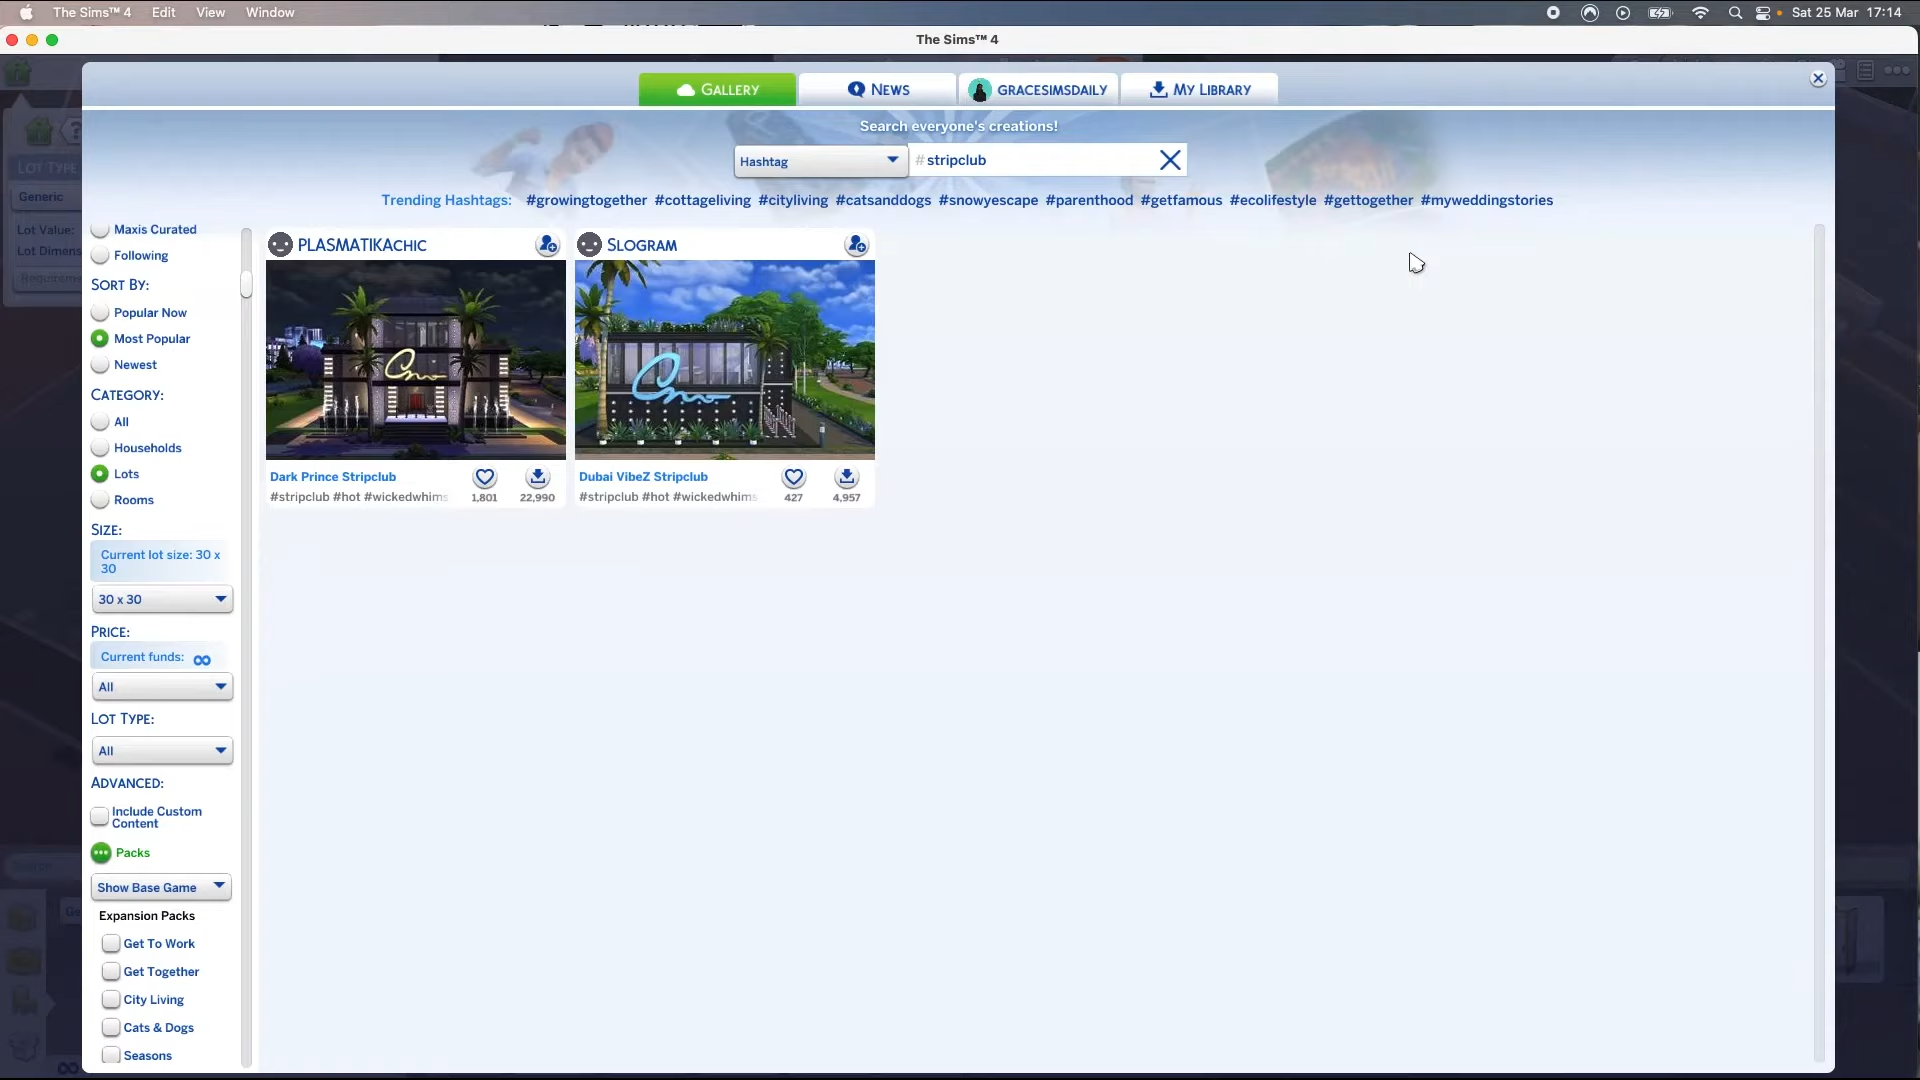 The Sims™ 4 Edit View Window
Sat 25 Mar 17:14
The Sims™ 4
Gallery
News
GRACESIMSDAILY
My Library
Search everyone's creations!
Hashtag
# stripclub
Trending Hashtags: #growingtogether #cottageliving #cityliving #catsanddogs #snowyescape #parenthood #getfamous #ecolifestyle #gettogether #myweddingstories
Lot Type
Generic
Lot Value:
Lot Dimens
Maxis Curated
Following
Sort By:
Popular Now
Most Popular
Newest
Category:
All
Households
Lots
Rooms
Size:
Current lot size: 30 x
30
30 x 30
Price:
Current funds: ∞
All
Lot Type:
All
Advanced:
Include Custom
Content
Packs
Show Base Game
Expansion Packs
Get To Work
Get Together
City Living
Cats & Dogs
Seasons
PLASMATIKAchic
Dark Prince Stripclub
#stripclub #hot #wickedwhims
1,801
22,990
Slogram
Dubai VibeZ Stripclub
#stripclub #hot #wickedwhims
427
4,957